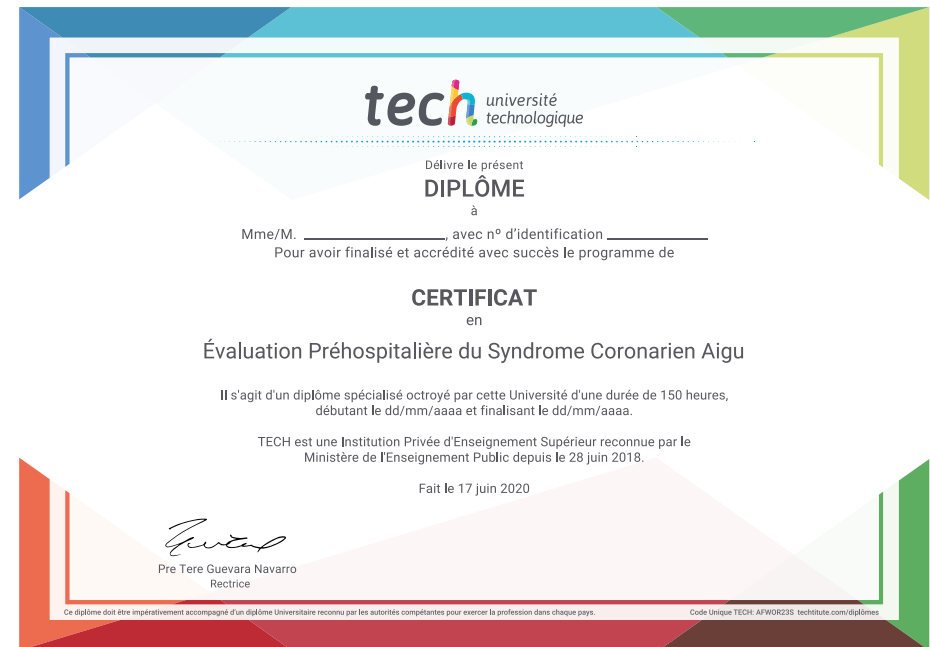 tech université
technologique
Délivre le présent
DIPLÔME
à
Mme/M. ____________________, avec nº d'identification ______________
Pour avoir finalisé et accrédité avec succès le programme de
CERTIFICAT
en
Évaluation Préhospitalière du Syndrome Coronarien Aigu
Il s'agit d'un diplôme spécialisé octroyé par cette Université d'une durée de 150 heures,
débutant le dd/mm/aaaa et finalisant le dd/mm/aaaa.
TECH est une Institution Privée d'Enseignement Supérieur reconnue par le
Ministère de l'Enseignement Public depuis le 28 juin 2018.
Fait le 17 juin 2020
Pre Tere Guevara Navarro
Rectrice
Ce diplôme doit être impérativement accompagné d'un diplôme Universitaire reconnu par les autorités compétantes pour exercer la profession dans chaque pays.
Code Unique TECH: AFWOR23S techtitute.com/diplômes